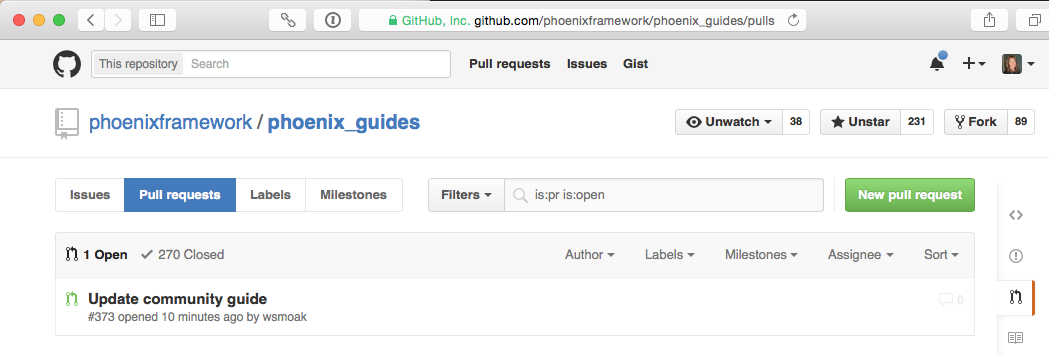 GitHub, Inc. github.com/phoenixframework/phoenix_guides/pulls
This repository Search Pull requests Issues Gist
phoenixframework / phoenix_guides Unwatch 38 Unstar 231 Fork 89
Issues Pull requests Labels Milestones Filters is:pr is:open New pull request
1 Open 270 Closed Author Labels Milestones Assignee Sort
Update community guide 0
#373 opened 10 minutes ago by wsmoak